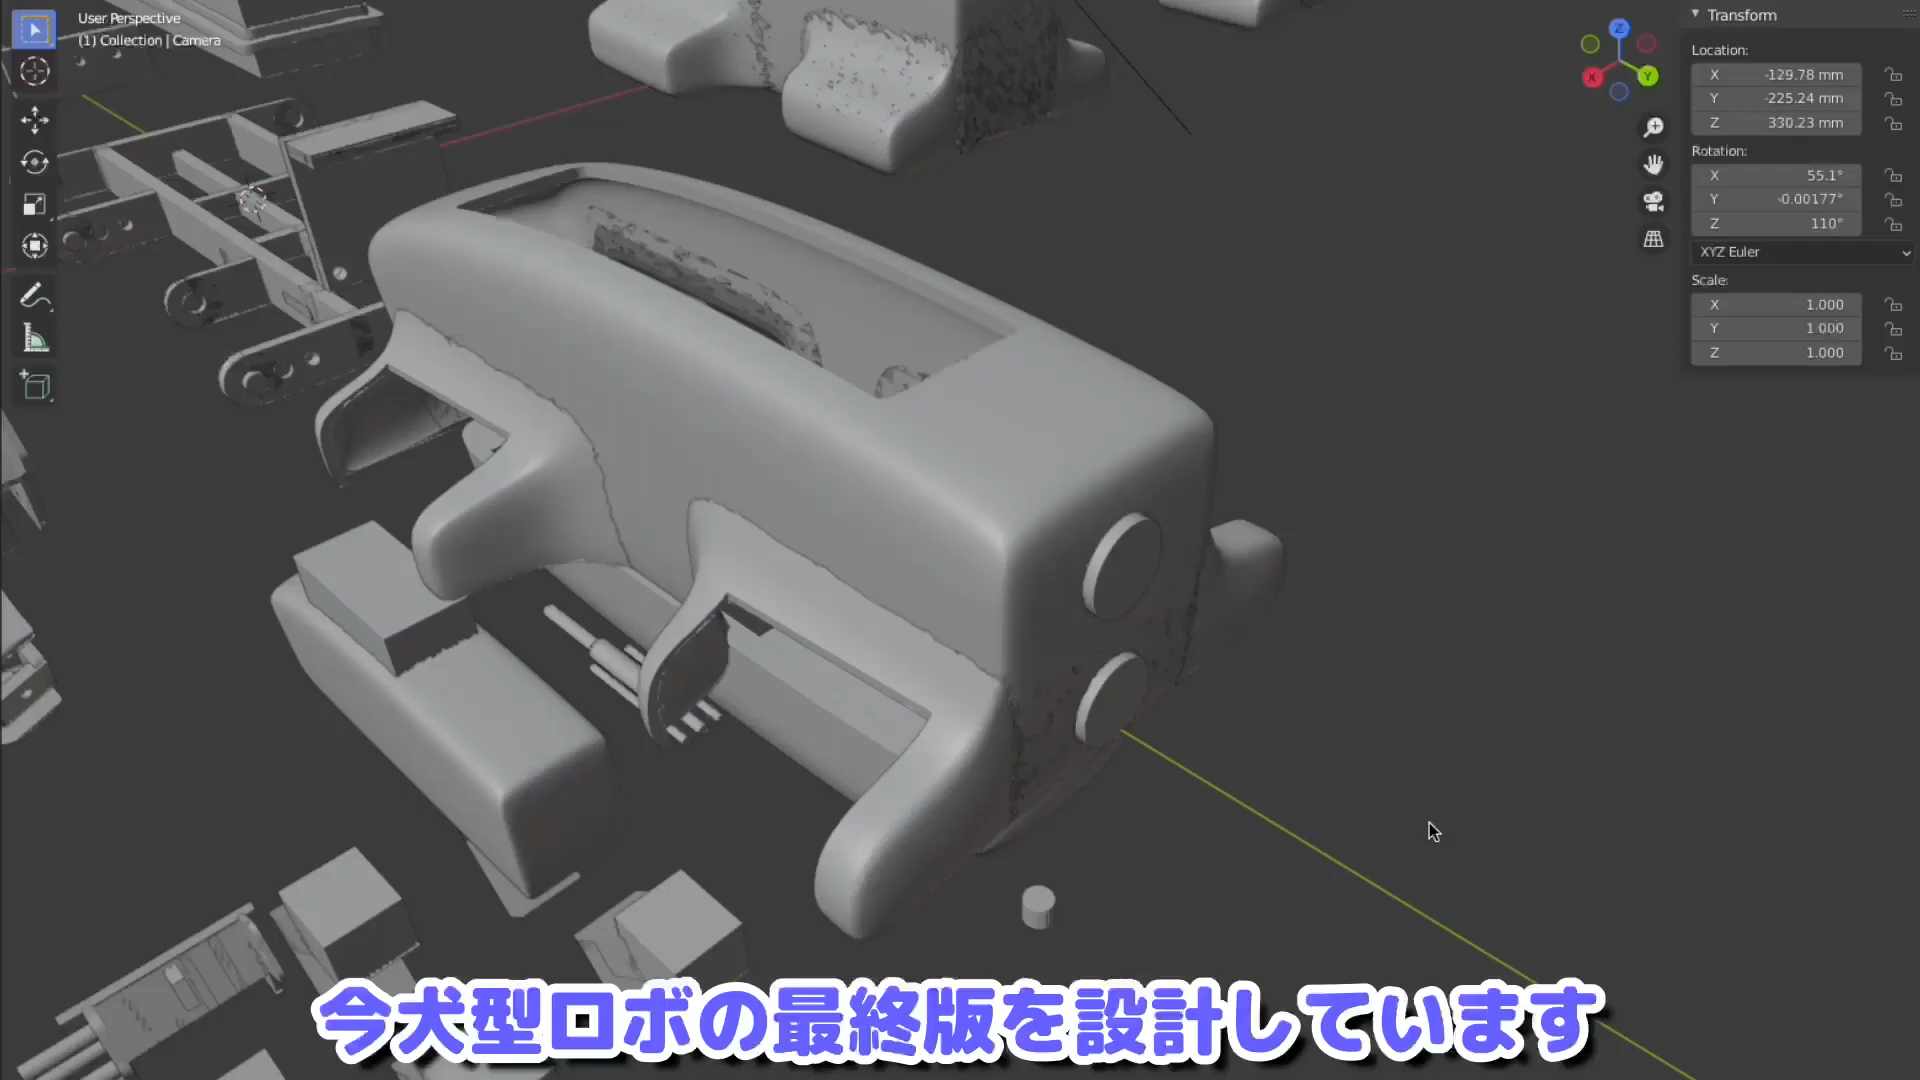 User Perspective
(1) Collection | Camera
Z
X
Y
Transform
Location:
X -129.78 mm
Y -225.24 mm
Z 330.23 mm
Rotation:
X 55.1°
Y -0.00177°
Z 110°
XYZ Euler
Scale:
X 1.000
Y 1.000
Z 1.000
今犬型ロボの最終版を設計しています